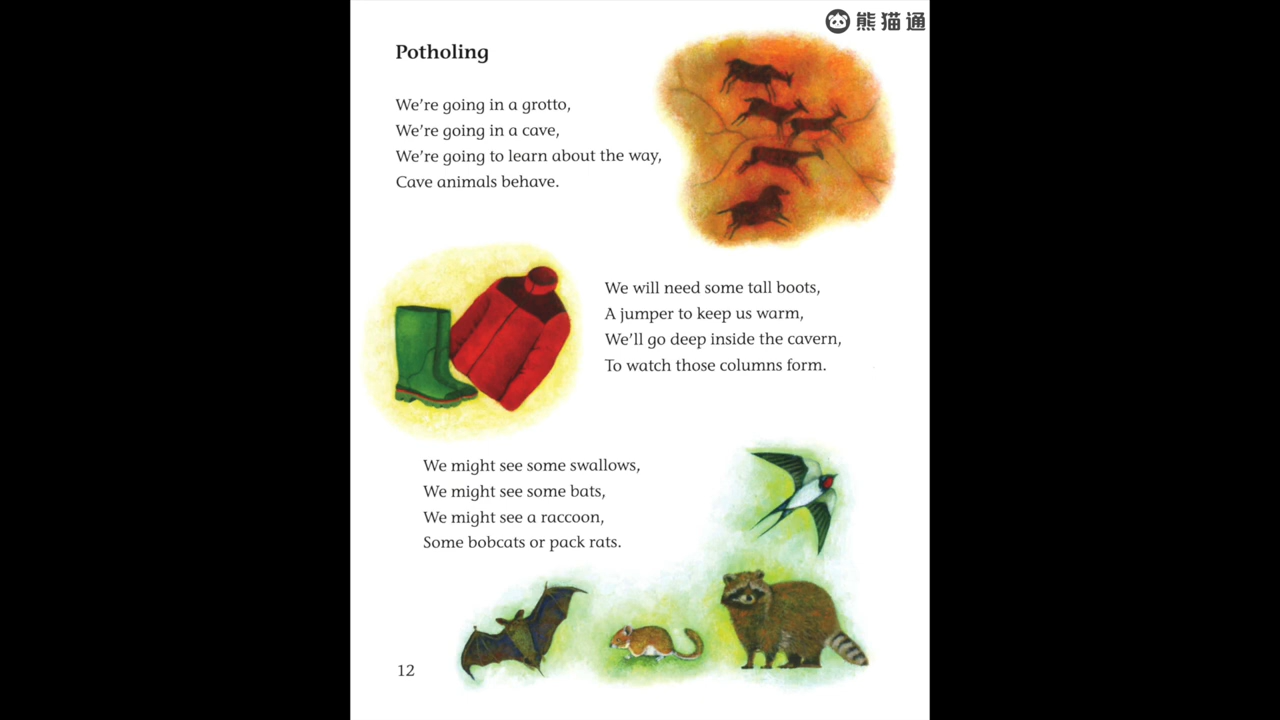 熊猫通
Potholing
We're going in a grotto,
We're going in a cave,
We're going to learn about the way,
Cave animals behave.
We will need some tall boots,
A jumper to keep us warm,
We'll go deep inside the cavern,
To watch those columns form.
We might see some swallows,
We might see some bats,
We might see a raccoon,
Some bobcats or pack rats.
12